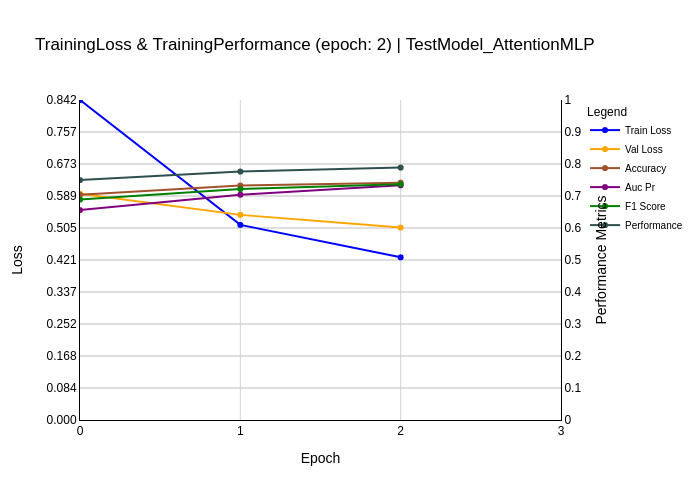 TrainingLoss & TrainingPerformance (epoch: 2) | TestModel_AttentionMLP
Loss
0.842
0.757
0.673
0.589
0.505
0.421
0.337
0.252
0.168
0.084
0.000
0
1
2
3
Epoch
1
0.9
0.8
0.7
0.6
0.5
0.4
0.3
0.2
0.1
0
Performance Metrics
Legend
Train Loss
Val Loss
Accuracy
Auc Pr
F1 Score
Performance